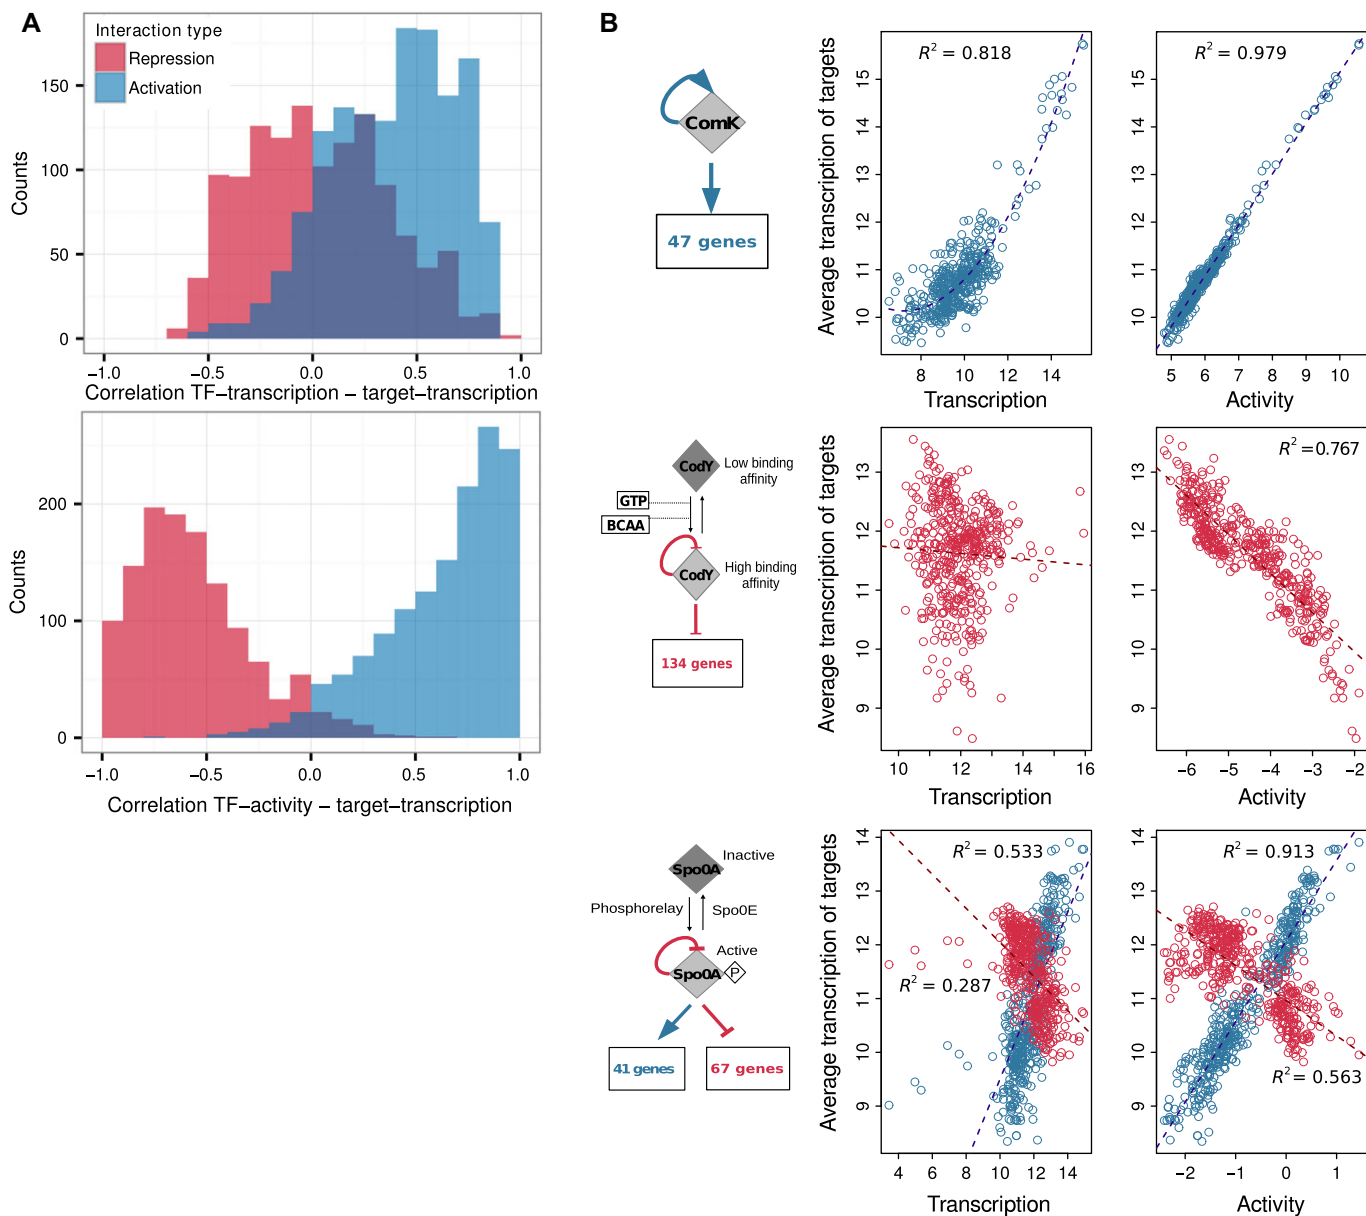 A
Interaction type
Repression
Activation
150
100
50
0
Counts
−1.0 −0.5 0.0 0.5 1.0
Correlation TF−transcription − target−transcription
200
100
0
Counts
−1.0 −0.5 0.0 0.5 1.0
Correlation TF−activity − target−transcription
B
ComK
47 genes
R² = 0.818
Average transcription of targets
15
14
13
12
11
10
8 10 12 14
Transcription
R² = 0.979
15
14
13
12
11
10
5 6 7 8 9 10
Activity
CodY
Low binding
affinity
GTP
BCAA
CodY
High binding
affinity
134 genes
Average transcription of targets
13
12
11
10
9
10 12 14 16
Transcription
R² =0.767
13
12
11
10
9
−6 −5 −4 −3 −2
Activity
Inactive
Spo0A
Phosphorelay
Spo0E
Active
Spo0A
P
41 genes
67 genes
Average transcription of targets
R² = 0.533
R² = 0.287
14
13
12
11
10
9
4 6 8 10 12 14
Transcription
R² = 0.913
R² = 0.563
14
13
12
11
10
9
−2 −1 0 1
Activity